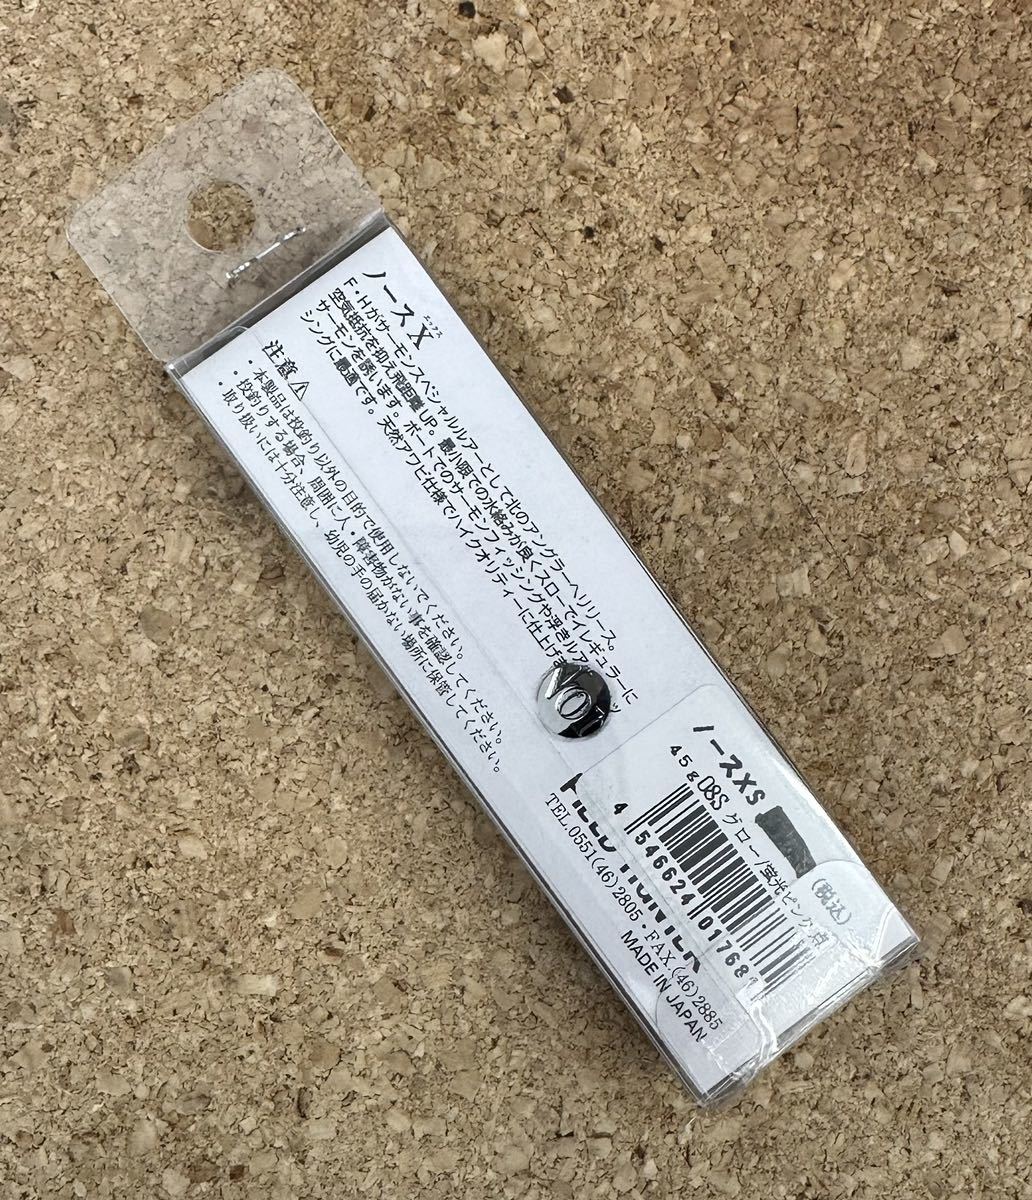 ノースX
エックス
F・Hがサーモンスペシャルルアーとして北のアングラーへリリース。
空気抵抗を抑え飛距離UP。最小限での水絡みが良くスローでイレギュラーに
サーモンを誘います。ボートでのサーモンフィッシングや浮きルアー
シングに最適です。天然アワビ仕様でハイクオリティーに仕上げ
注意⚠
・本製品は投釣り以外の目的で使用しないでください。
・投釣りする場合、周囲に人・障害物がない事を確認してください。
・取り扱いには十分注意し、幼児の手の届かない場所に保管してください。
ノースXS
45g 08S グロー/蛍光ピンク点
(税込)
4 546624 01768
FIELD HUNTER
TEL.0551(46)2805・FAX.(46)2885
MADE IN JAPAN